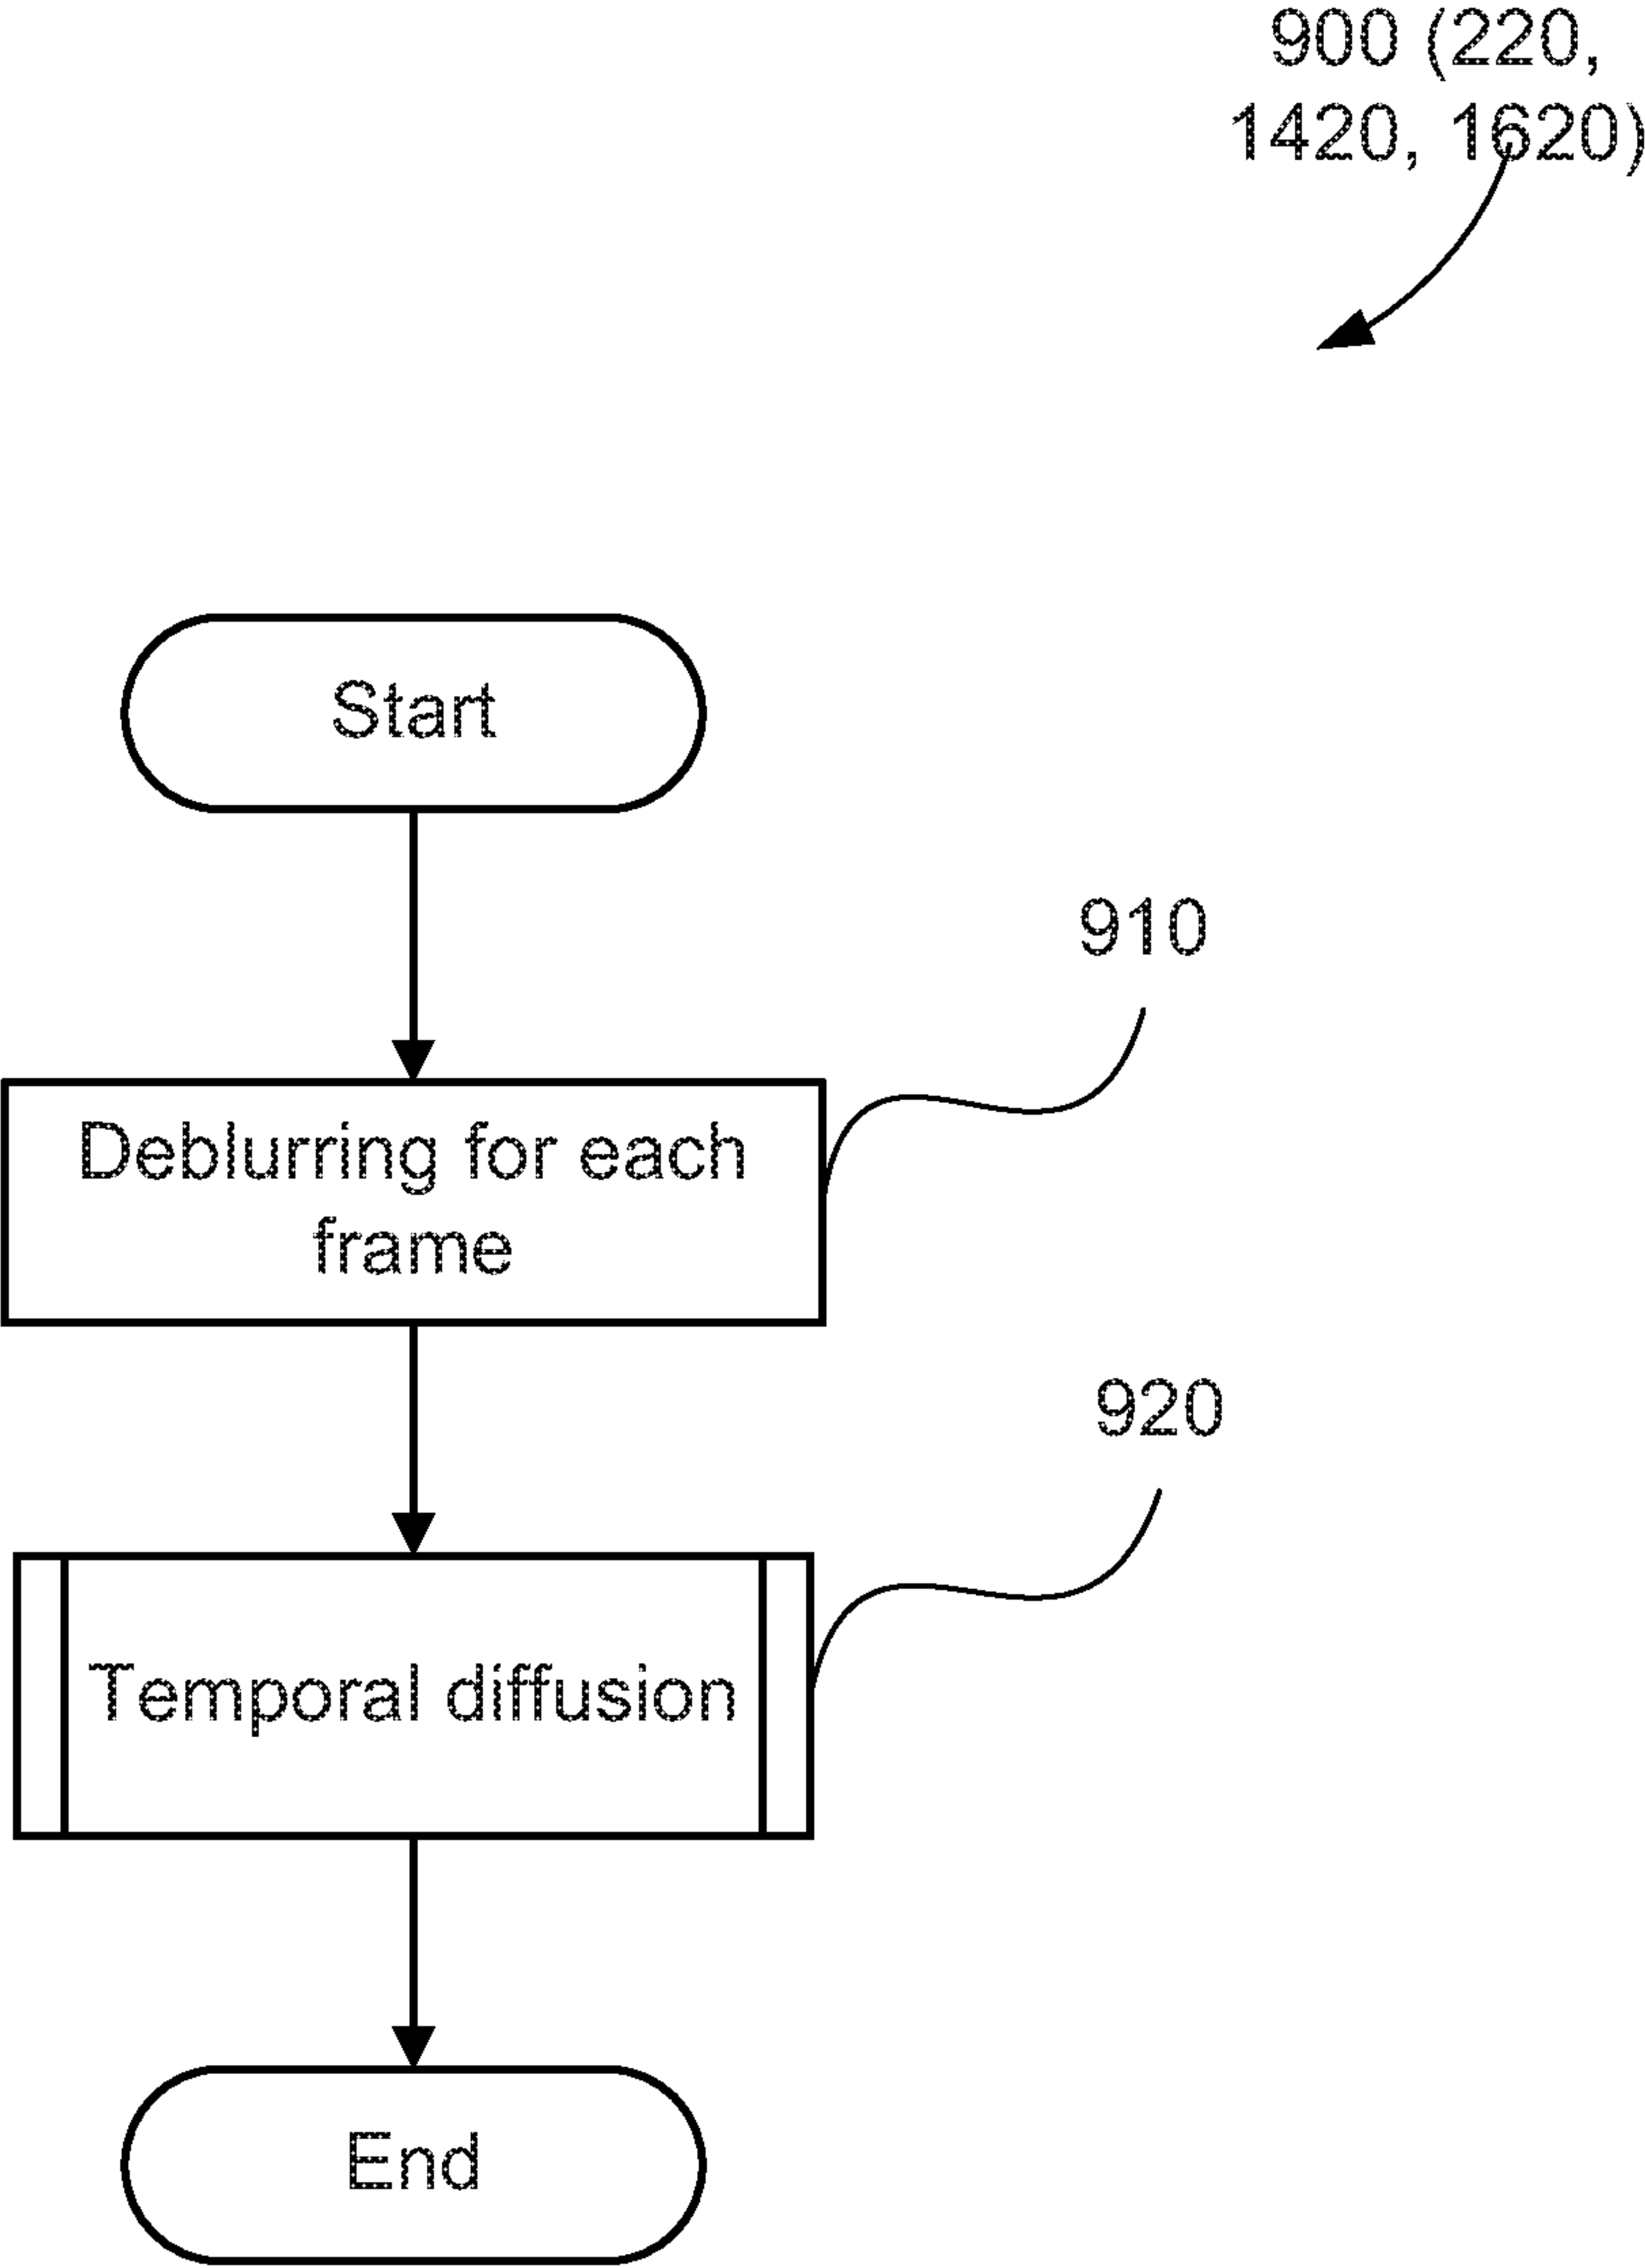 900 (220,
1420, 1620)
Start
910
Deblurring for each
frame
920
Temporal diffusion
End